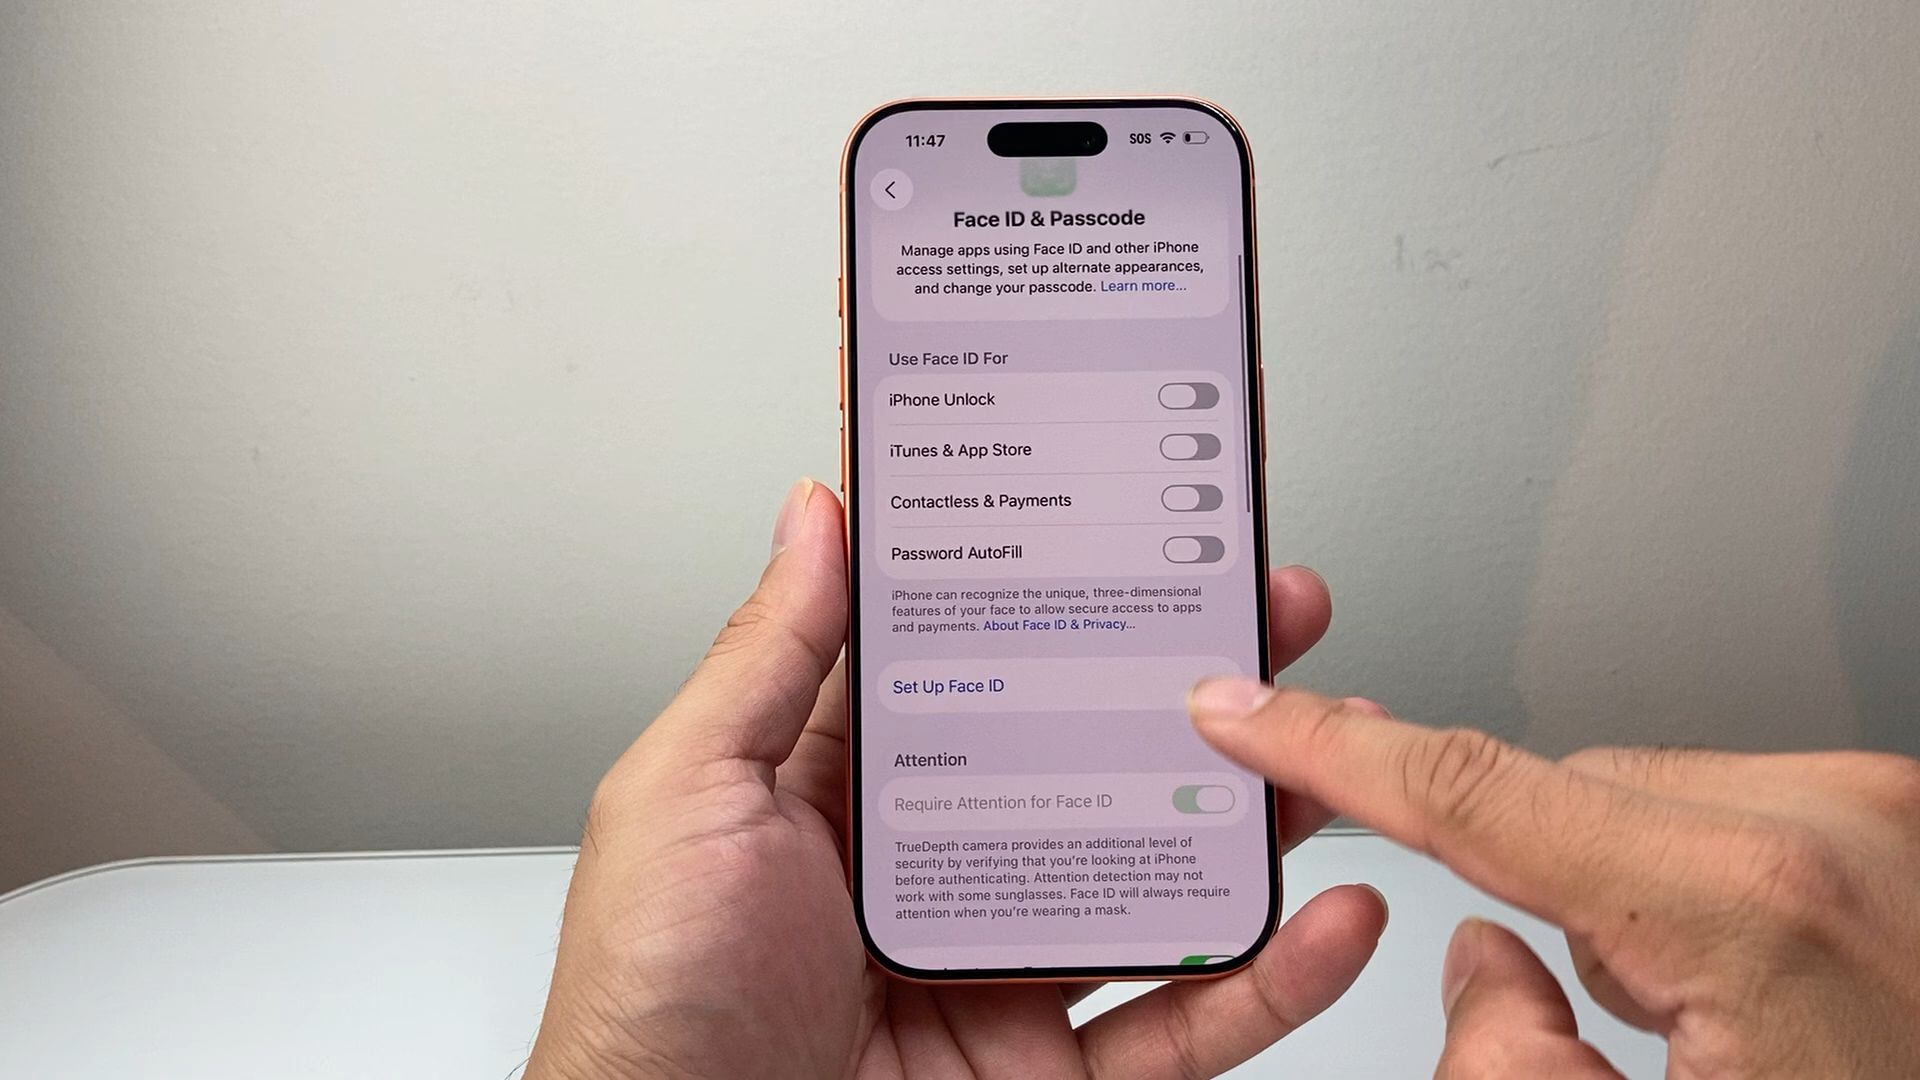 11:47
SOS
Face ID & Passcode
Manage apps using Face ID and other iPhone
access settings, set up alternate appearances,
and change your passcode. Learn more...
Use Face ID For
iPhone Unlock
iTunes & App Store
Contactless & Payments
Password AutoFill
iPhone can recognize the unique, three-dimensional
features of your face to allow secure access to apps
and payments. About Face ID & Privacy...
Set Up Face ID
Attention
Require Attention for Face ID
TrueDepth camera provides an additional level of
security by verifying that you're looking at iPhone
before authenticating. Attention detection may not
work with some sunglasses. Face ID will always require
attention when you're wearing a mask.